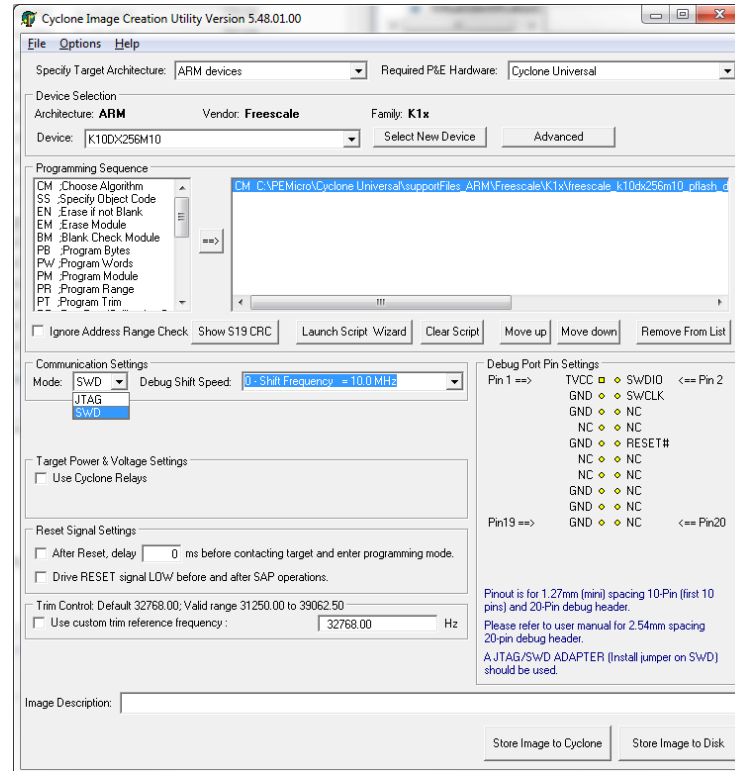 Cyclone Image Creation Utility Version 5.48.01.00
File Options Help
Specify Target Architecture: ARM devices Required P&E Hardware: Cyclone Universal
Device Selection
Architecture: ARM Vendor: Freescale Family: K1x
Device: K10DX256M10 Select New Device Advanced
Programming Sequence
CM ;Choose Algorithm
SS ;Specify Object Code
EN ;Erase if not Blank
EM ;Erase Module
BM ;Blank Check Module
PB ;Program Bytes
PW ;Program Words
PM ;Program Module
PR ;Program Range
PT ;Program Trim
==>
CM C:\PEMicro\Cyclone Universal\supportFiles_ARM\Freescale\K1x\freescale_k10dx256m10_pflash_d
Ignore Address Range Check Show S19 CRC Launch Script Wizard Clear Script Move up Move down Remove From List
Communication Settings
Mode: SWD Debug Shift Speed: 0 - Shift Frequency = 10.0 MHz
JTAG
SWD
Target Power & Voltage Settings
Use Cyclone Relays
Reset Signal Settings
After Reset, delay 0 ms before contacting target and enter programming mode.
Drive RESET signal LOW before and after SAP operations.
Trim Control: Default 32768.00; Valid range 31250.00 to 39062.50
Use custom trim reference frequency : 32768.00 Hz
Debug Port Pin Settings
Pin 1 ==> TVCC SWDIO <== Pin 2
GND SWCLK
GND NC
NC NC
GND RESET#
NC NC
NC NC
GND NC
GND NC
Pin19 ==> GND NC <== Pin20
Pinout is for 1.27mm (mini) spacing 10-Pin (first 10
pins) and 20-Pin debug header.
Please refer to user manual for 2.54mm spacing
20-pin debug header.
A JTAG/SWD ADAPTER (Install jumper on SWD)
should be used.
Image Description:
Store Image to Cyclone Store Image to Disk